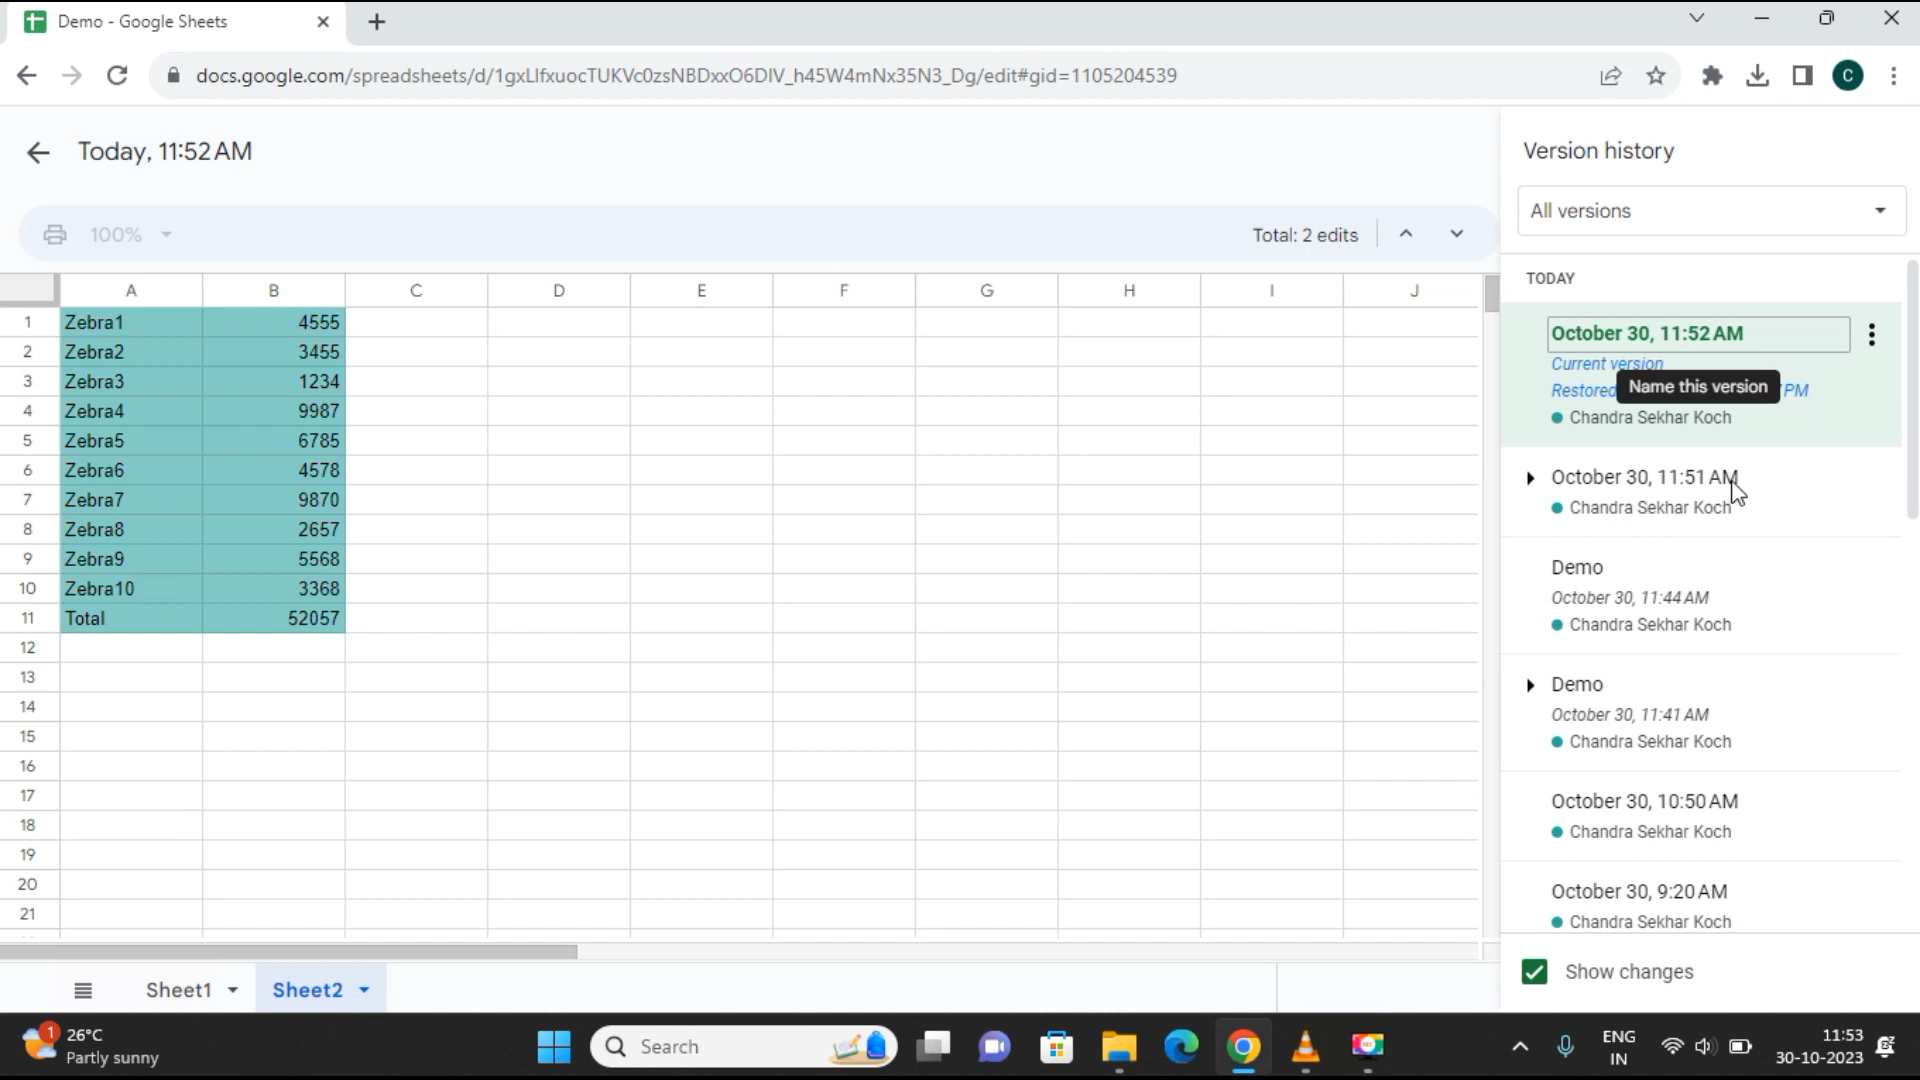 Demo - Google Sheets
docs.google.com/spreadsheets/d/1gxLlfxuocTUKVc0zsNBDxxO6DlV_h45W4mNx35N3_Dg/edit#gid=1105204539
C
Today, 11:52 AM
100%
Total: 2 edits
A B C D E F G H I J
1 Zebra1 4555
2 Zebra2 3455
3 Zebra3 1234
4 Zebra4 9987
5 Zebra5 6785
6 Zebra6 4578
7 Zebra7 9870
8 Zebra8 2657
9 Zebra9 5568
10 Zebra10 3368
11 Total 52057
12
13
14
15
16
17
18
19
20
21
Sheet1
Sheet2
Version history
All versions
TODAY
October 30, 11:52 AM
Current version
Restored PM
Name this version
Chandra Sekhar Koch
October 30, 11:51 AM
Chandra Sekhar Koch
Demo
October 30, 11:44 AM
Chandra Sekhar Koch
Demo
October 30, 11:41 AM
Chandra Sekhar Koch
October 30, 10:50 AM
Chandra Sekhar Koch
October 30, 9:20 AM
Chandra Sekhar Koch
Show changes
1
26°C
Partly sunny
Search
ENG
IN
11:53
30-10-2023